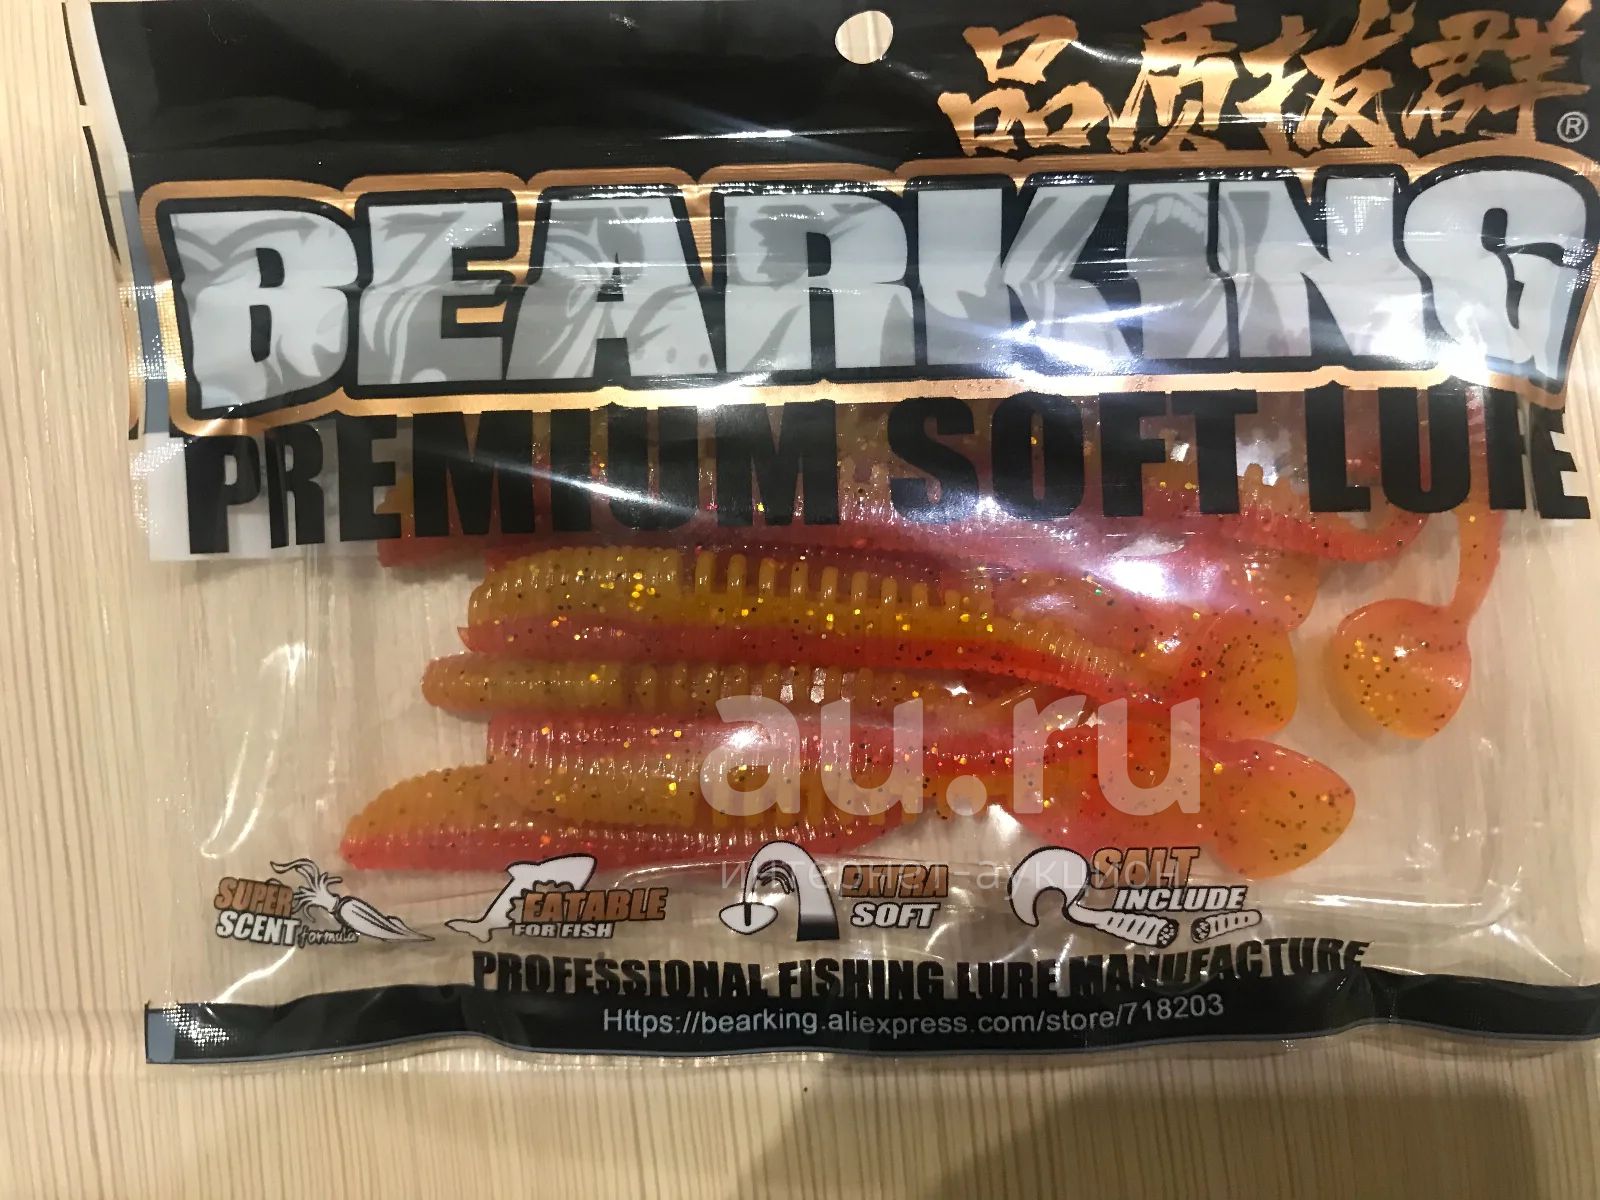 品质拔群
®
BEARKING
PREMIUM SOFT LURE
au.ru
интернет-аукцион
SUPER
SCENT formula
EATABLE
FOR FISH
EXTRA
SOFT
SALT
INCLUDE
PROFESSIONAL FISHING LURE MANUFACTURE
Https://bearking.aliexpress.com/store/718203